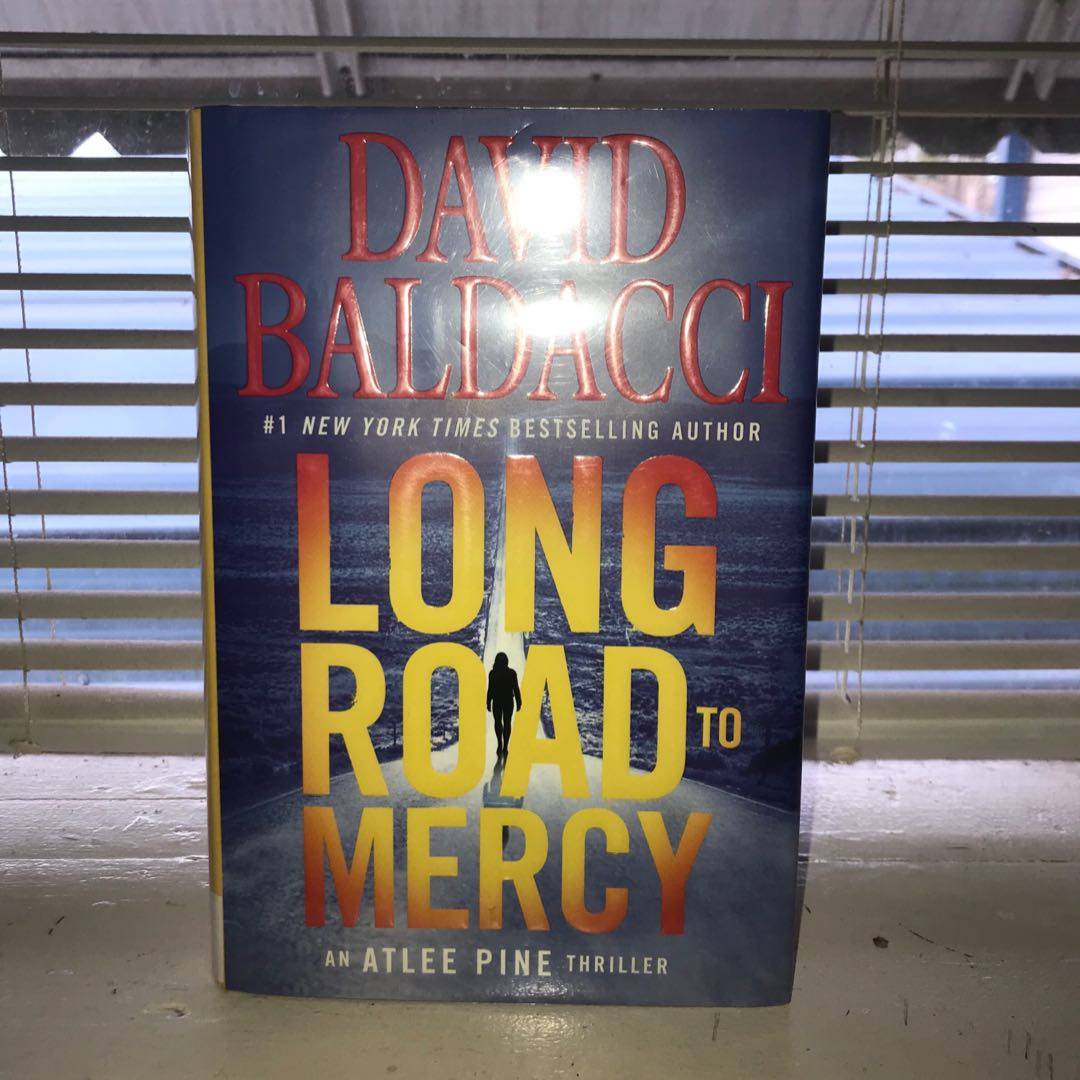 DAVID
BALDACCI
#1 NEW YORK TIMES BESTSELLING AUTHOR
LONG
ROAD TO
MERCY
AN ATLEE PINE THRILLER